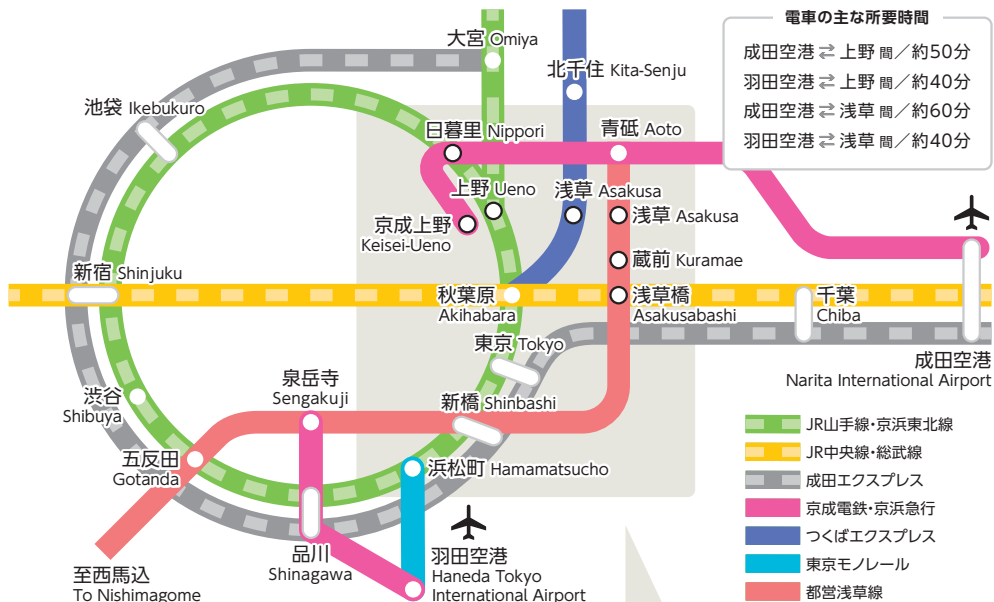 電車の主な所要時間
成田空港 ⇄ 上野 間／約50分
羽田空港 ⇄ 上野 間／約40分
成田空港 ⇄ 浅草 間／約60分
羽田空港 ⇄ 浅草 間／約40分
大宮 Omiya
北千住 Kita-Senju
池袋 Ikebukuro
日暮里 Nippori
青砥 Aoto
上野 Ueno
浅草 Asakusa
浅草 Asakusa
京成上野
Keisei-Ueno
蔵前 Kuramae
新宿 Shinjuku
秋葉原
Akihabara
浅草橋
Asakusabashi
千葉
Chiba
東京 Tokyo
成田空港
Narita International Airport
渋谷
Shibuya
泉岳寺
Sengakuji
新橋 Shinbashi
五反田
Gotanda
浜松町 Hamamatsucho
品川
Shinagawa
羽田空港
Haneda Tokyo
International Airport
至西馬込
To Nishimagome
JR山手線・京浜東北線
JR中央線・総武線
成田エクスプレス
京成電鉄・京浜急行
つくばエクスプレス
東京モノレール
都営浅草線